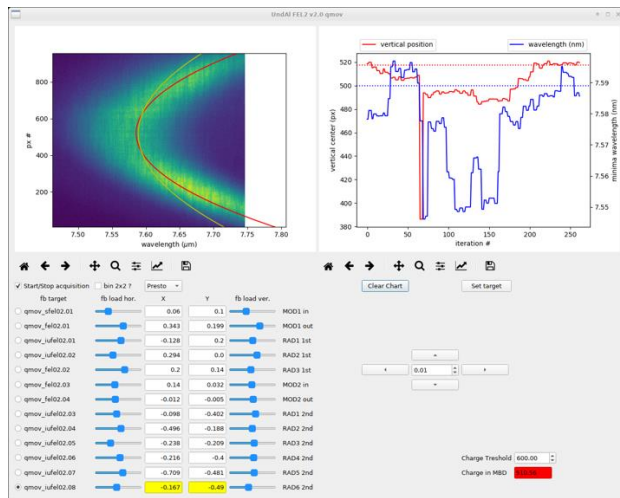 UndAI FEL2 v2.0 qmov
vertical position
wavelength (nm)
px #
800
600
400
200
7.50
7.55
7.60
7.65
7.70
7.75
7.80
wavelength (µm)
vertical center (px)
520
500
480
460
440
420
400
380
0
50
100
150
200
250
iteration #
7.59
7.58
7.57
7.56
7.55
minima wavelength (nm)
Start/Stop acquisition bin 2x2 ? Presto
Clear Chart Set target
fb target fb load hor. X Y fb load ver.
qmov_sfel02.01 0.06 0.1 MOD1 in
qmov_fel02.01 0.343 0.199 MOD1 out
qmov_iufel02.01 -0.128 0.2 RAD1 1st
qmov_iufel02.02 0.294 0.0 RAD2 1st
qmov_fel02.02 0.2 0.14 RAD3 1st
0.01
qmov_fel02.03 0.14 0.032 MOD2 in
qmov_fel02.04 -0.012 -0.005 MOD2 out
qmov_iufel02.03 -0.098 -0.402 RAD1 2nd
qmov_iufel02.04 -0.496 -0.188 RAD2 2nd
qmov_iufel02.05 -0.238 -0.209 RAD3 2nd
qmov_iufel02.06 -0.216 -0.4 RAD4 2nd
Charge Treshold 600.00
qmov_iufel02.07 -0.709 -0.481 RAD5 2nd
Charge in MBD
qmov_iufel02.08 -0.167 -0.49 RAD6 2nd